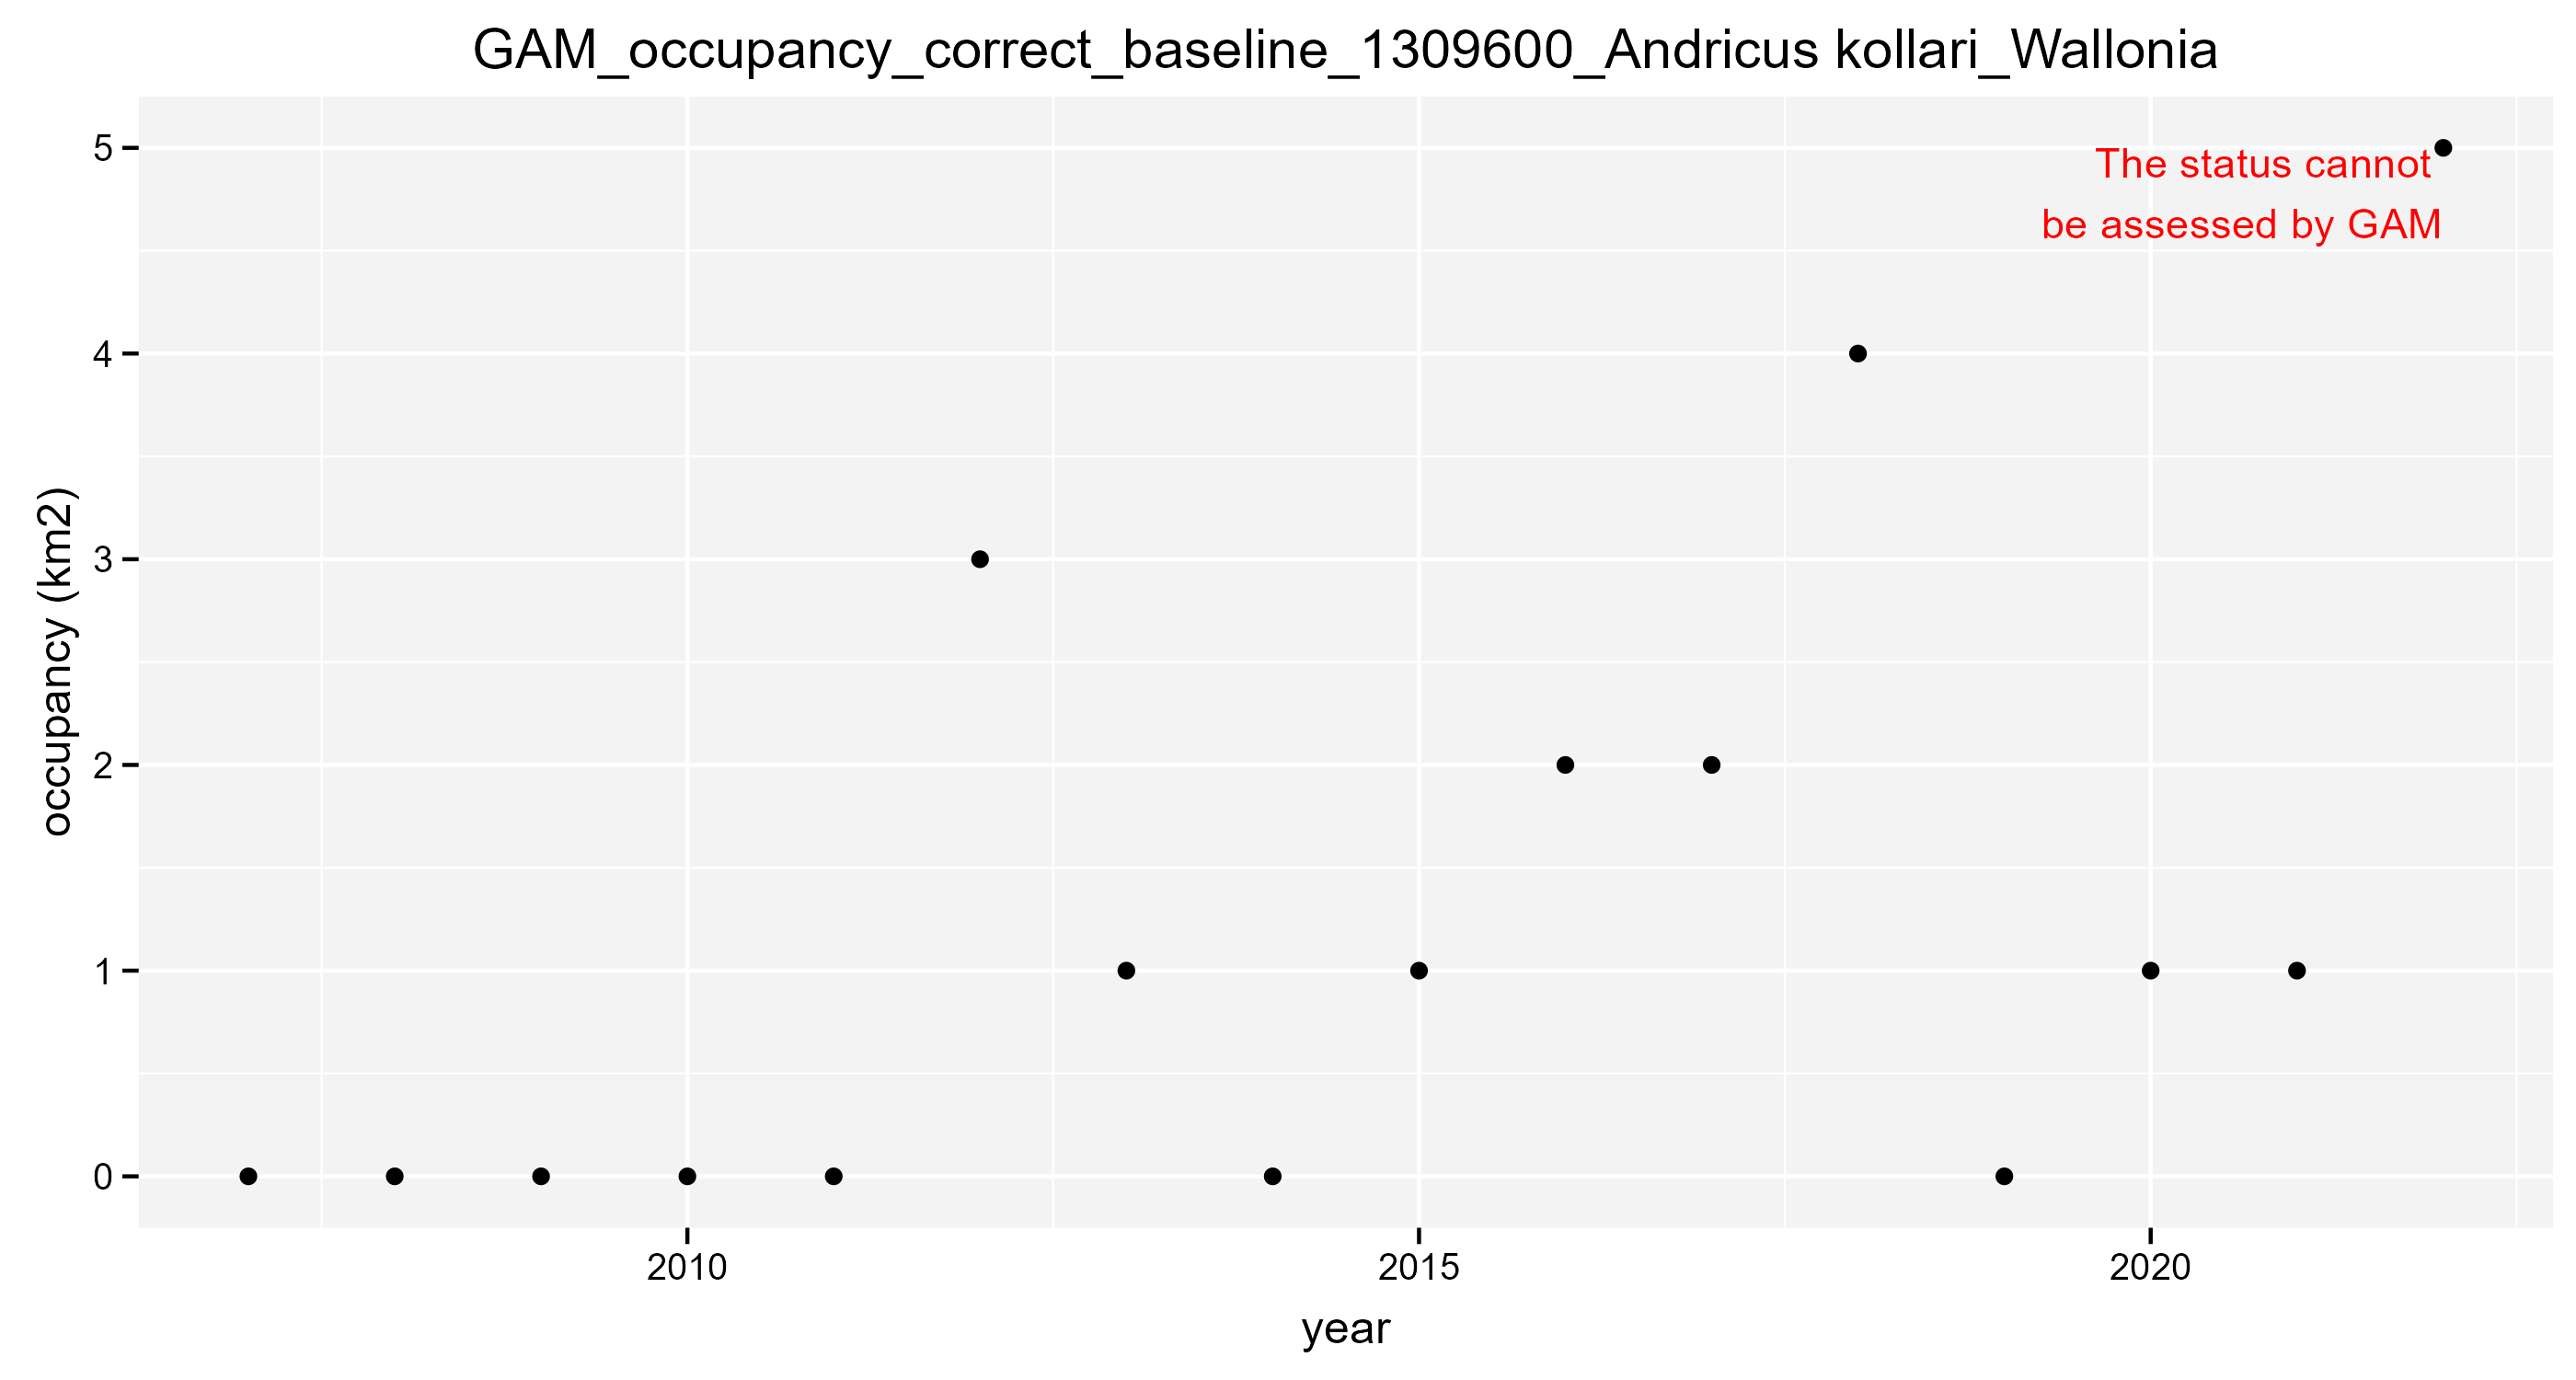 GAM_occupancy_correct_baseline_1309600_Andricus kollari_Wallonia
5
The status cannot
be assessed by GAM
4
3
occupancy (km2)
2
1
0
2010
2015
2020
year